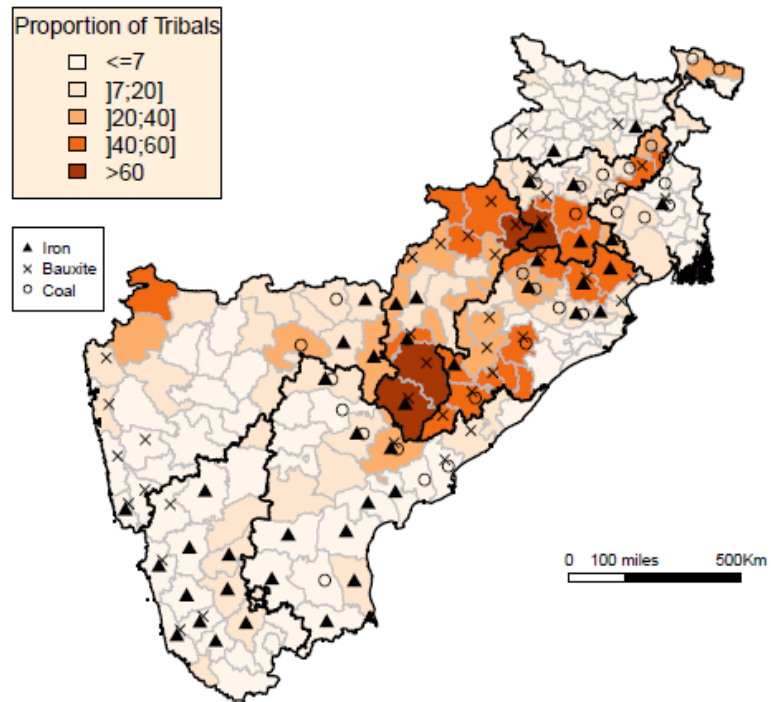 Proportion of Tribals
<=7
]7;20]
]20;40]
]40;60]
>60
Iron
Bauxite
Coal
0 100 miles 500Km